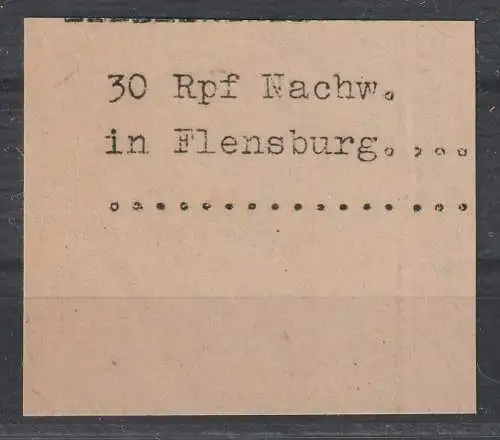 30 Rpf Nachw.
in Flensburg.,..
................